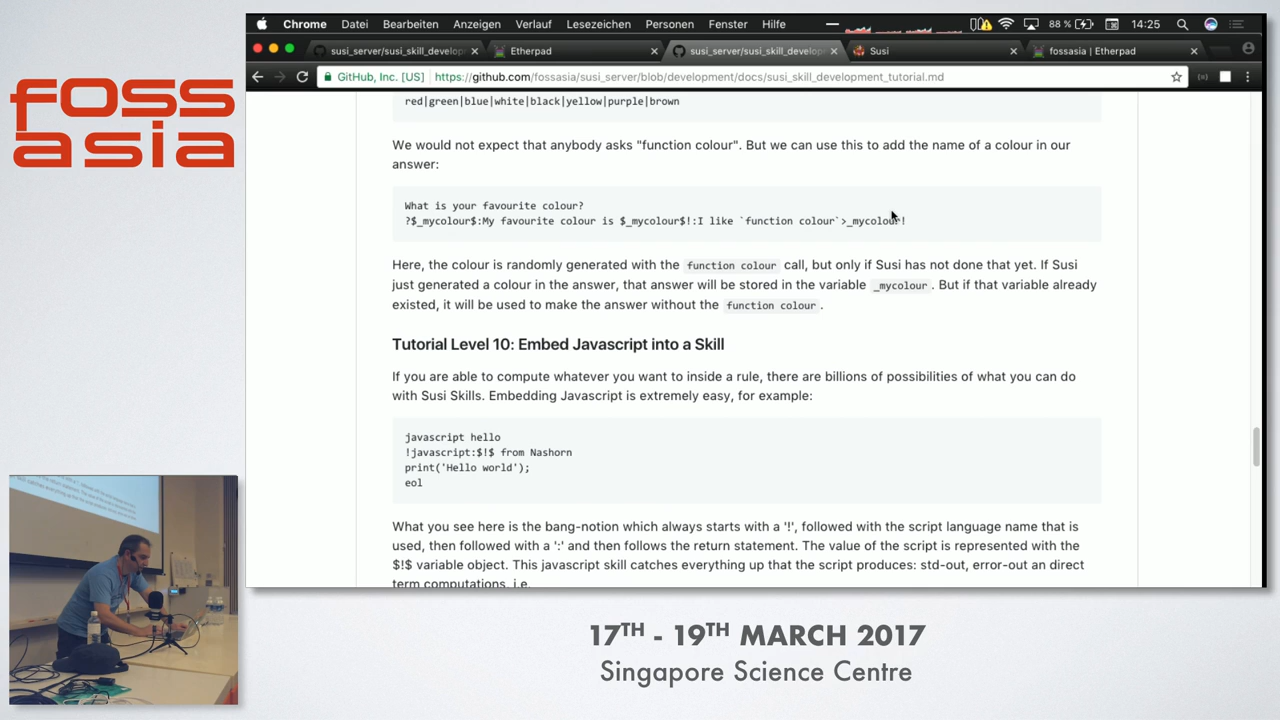 foss
asia
Chrome Datei Bearbeiten Anzeigen Verlauf Lesezeichen Personen Fenster Hilfe 88 % 14:25
susi_server/susi_skill_develop Etherpad susi_server/susi_skill_develop Susi fossasia | Etherpad
GitHub, Inc. [US] https://github.com/fossasia/susi_server/blob/development/docs/susi_skill_development_tutorial.md
red|green|blue|white|black|yellow|purple|brown
We would not expect that anybody asks "function colour". But we can use this to add the name of a colour in our
answer:
What is your favourite colour?
?$_mycolour$:My favourite colour is $_mycolour$!:I like `function colour`>_mycolour!
Here, the colour is randomly generated with the function colour call, but only if Susi has not done that yet. If Susi
just generated a colour in the answer, that answer will be stored in the variable _mycolour. But if that variable already
existed, it will be used to make the answer without the function colour.
Tutorial Level 10: Embed Javascript into a Skill
If you are able to compute whatever you want to inside a rule, there are billions of possibilities of what you can do
with Susi Skills. Embedding Javascript is extremely easy, for example:
javascript hello
!javascript:$!$ from Nashorn
print('Hello world');
eol
What you see here is the bang-notion which always starts with a '!', followed with the script language name that is
used, then followed with a ':' and then follows the return statement. The value of the script is represented with the
$!$ variable object. This javascript skill catches everything up that the script produces: std-out, error-out an direct
term computations, i.e.
17TH - 19TH MARCH 2017
Singapore Science Centre